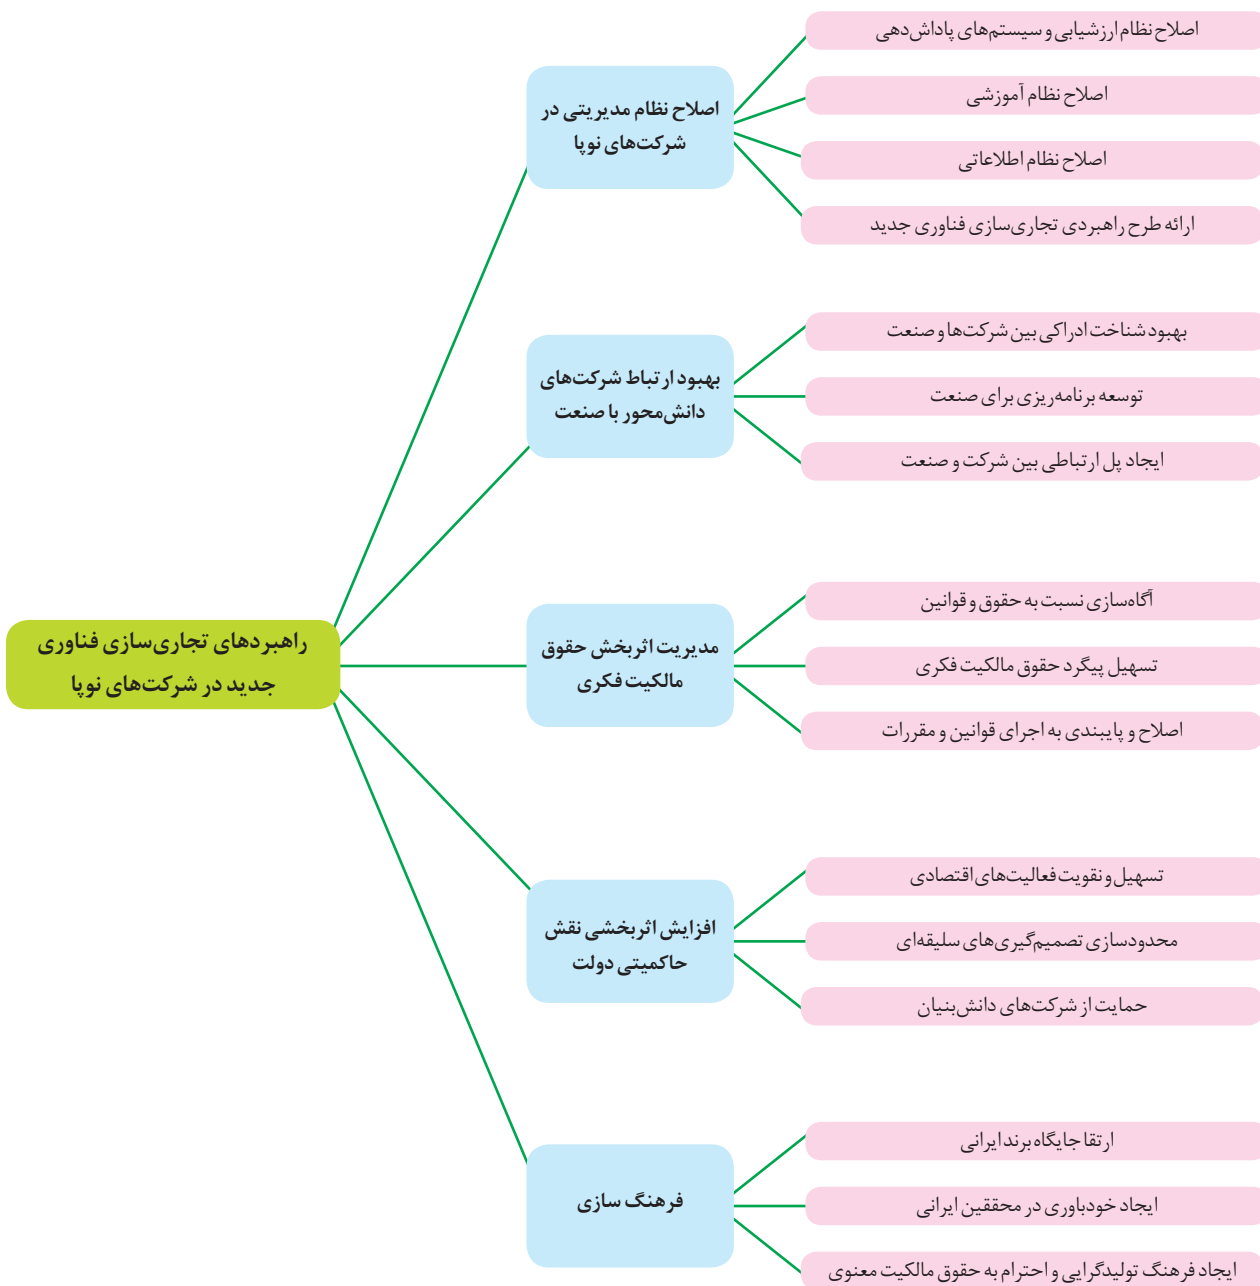 راهبردهای تجاری‌سازی فناوری
جدید در شرکت‌های نوپا
اصلاح نظام مدیریتی در
شرکت‌های نوپا
اصلاح نظام ارزشیابی و سیستم‌های پاداش‌دهی
اصلاح نظام آموزشی
اصلاح نظام اطلاعاتی
ارائه طرح راهبردی تجاری‌سازی فناوری جدید
بهبود ارتباط شرکت‌های
دانش‌محور با صنعت
بهبود شناخت ادراکی بین شرکت‌ها و صنعت
توسعه برنامه‌ریزی برای صنعت
ایجاد پل ارتباطی بین شرکت و صنعت
مدیریت اثربخش حقوق
مالکیت فکری
آگاه‌سازی نسبت به حقوق و قوانین
تسهیل پیگرد حقوق مالکیت فکری
اصلاح و پایبندی به اجرای قوانین و مقررات
افزایش اثربخشی نقش
حاکمیتی دولت
تسهیل و نقویت فعالیت‌های اقتصادی
محدودسازی تصمیم‌گیری‌های سلیقه‌ای
حمایت از شرکت‌های دانش‌بنیان
فرهنگ سازی
ارتقا جایگاه برند ایرانی
ایجاد خودباوری در محققین ایرانی
ایجاد فرهنگ تولیدگرایی و احترام به حقوق مالکیت معنوی